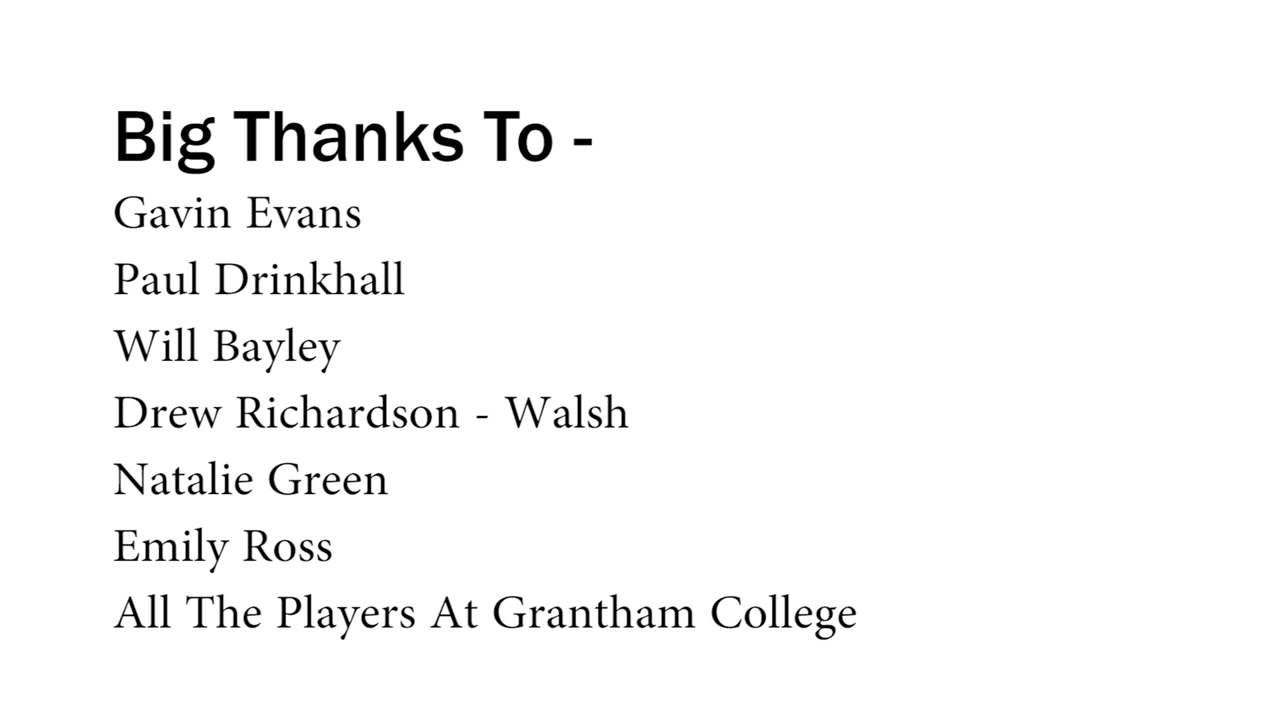 Big Thanks To -
Gavin Evans
Paul Drinkhall
Will Bayley
Drew Richardson - Walsh
Natalie Green
Emily Ross
All The Players At Grantham College